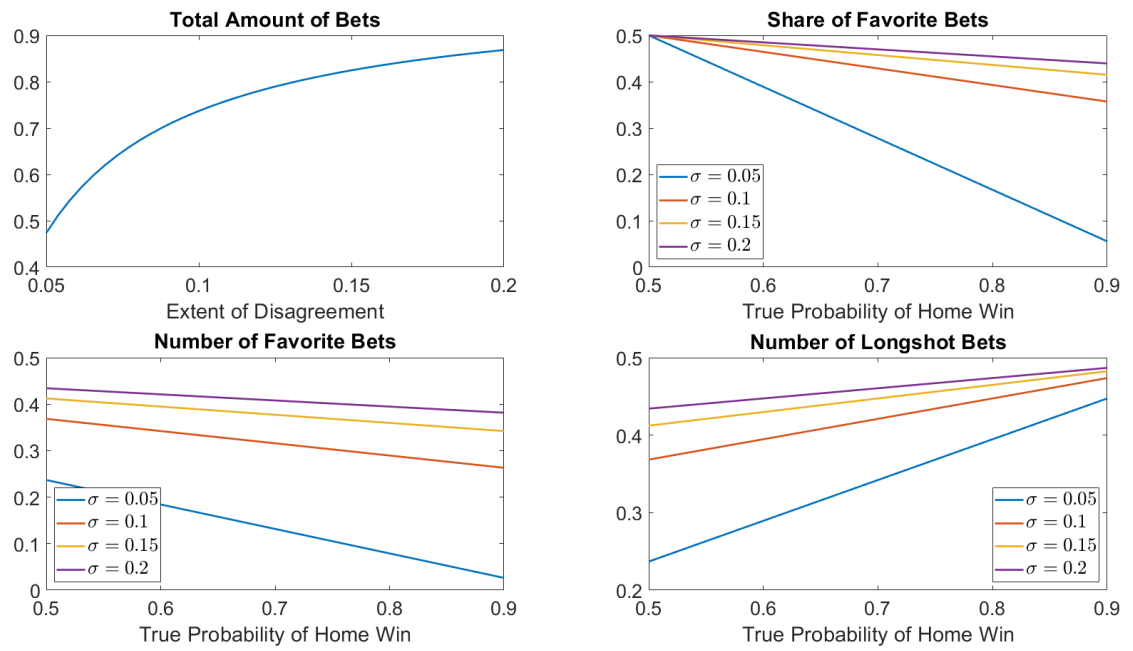 Total Amount of Bets
0.9
0.8
0.7
0.6
0.5
0.4
0.05
0.1
0.15
0.2
Extent of Disagreement
Share of Favorite Bets
0.5
0.4
0.3
0.2
0.1
0
σ = 0.05
σ = 0.1
σ = 0.15
σ = 0.2
0.5
0.6
0.7
0.8
0.9
True Probability of Home Win
Number of Favorite Bets
0.5
0.4
0.3
0.2
0.1
0
σ = 0.05
σ = 0.1
σ = 0.15
σ = 0.2
0.5
0.6
0.7
0.8
0.9
True Probability of Home Win
Number of Longshot Bets
0.5
0.4
0.3
0.2
σ = 0.05
σ = 0.1
σ = 0.15
σ = 0.2
0.5
0.6
0.7
0.8
0.9
True Probability of Home Win